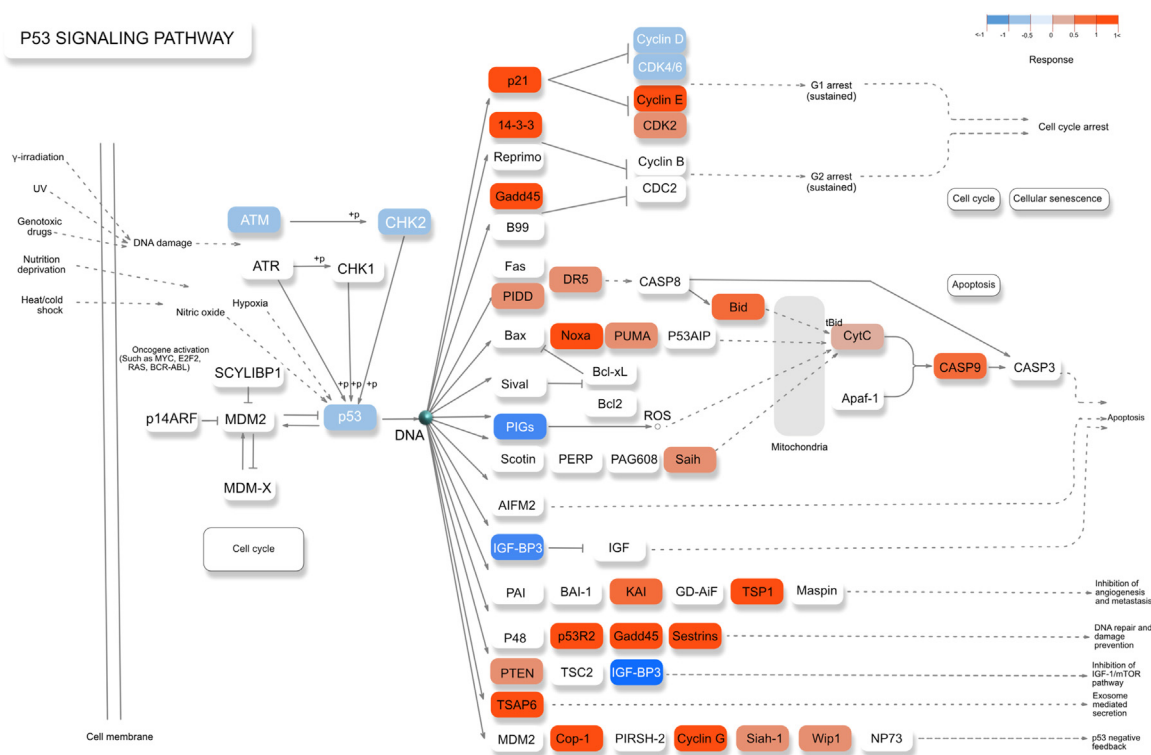 P53 SIGNALING PATHWAY
<-1 -1 -0.5 0 0.5 1 1<
Response
p21
Cyclin D
CDK4/6
Cyclin E
CDK2
G1 arrest
(sustained)
14-3-3
Reprimo
Cyclin B
CDC2
G2 arrest
(sustained)
Cell cycle arrest
Gadd45
B99
Cell cycle
Cellular senescence
γ-irradiation
UV
Genotoxic
drugs
Nutrition
deprivation
Heat/cold
shock
DNA damage
ATM
+p
CHK2
ATR
+p
CHK1
Hypoxia
Nitric oxide
Oncogene activation
(Such as MYC, E2F2,
RAS, BCR-ABL)
+p +p +p
SCYLIBP1
p14ARF
MDM2
p53
DNA
MDM-X
Cell cycle
Cell membrane
Fas
PIDD
DR5
CASP8
Bid
tBid
Apoptosis
Bax
Noxa
PUMA
P53AIP
CytC
CASP9
CASP3
Bcl-xL
Sival
Bcl2
Apaf-1
PIGs
ROS
Mitochondria
Apoptosis
Scotin
PERP
PAG608
Saih
AIFM2
IGF-BP3
IGF
PAI
BAI-1
KAI
GD-AiF
TSP1
Maspin
Inhibition of
angiogenesis
and metastasis
P48
p53R2
Gadd45
Sestrins
DNA repair and
damage
prevention
PTEN
TSC2
IGF-BP3
Inhibition of
IGF-1/mTOR
pathway
TSAP6
Exosome
mediated
secretion
MDM2
Cop-1
PIRSH-2
Cyclin G
Siah-1
Wip1
NP73
p53 negative
feedback